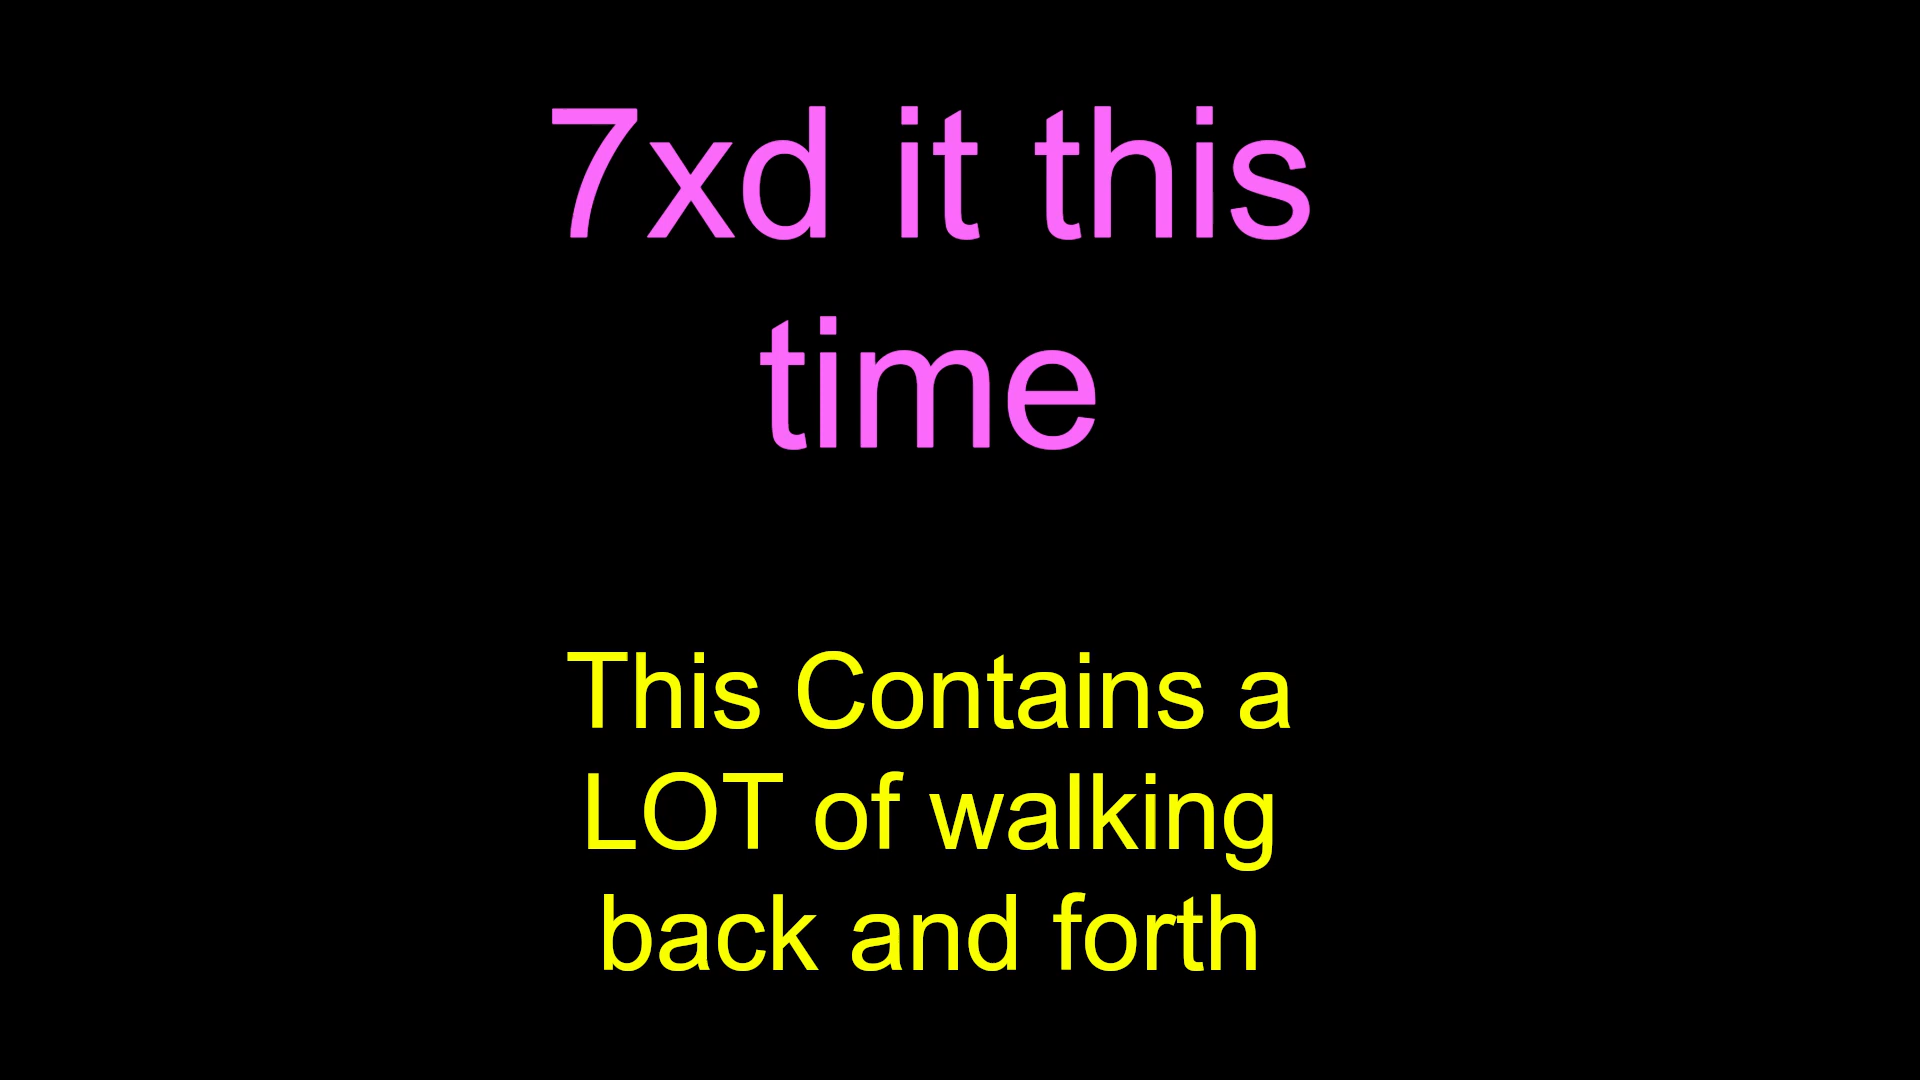 7xd it this
time
This Contains a
LOT of walking
back and forth